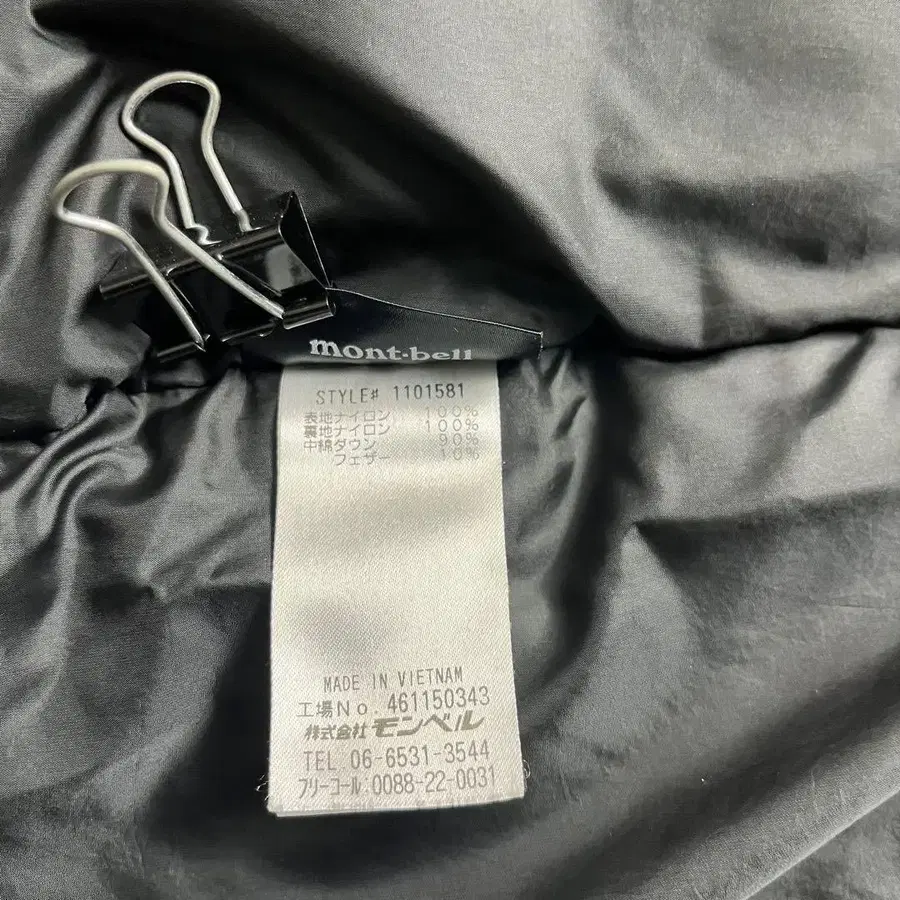 mont-bell
STYLE# 1101581
表地ナイロン 100%
裏地ナイロン 100%
中綿ダウン 90%
フェザー 10%
MADE IN VIETNAM
工場No. 461150343
株式会社 モンベル
TEL. 06-6531-3544
フリーコール: 0088-22-0031